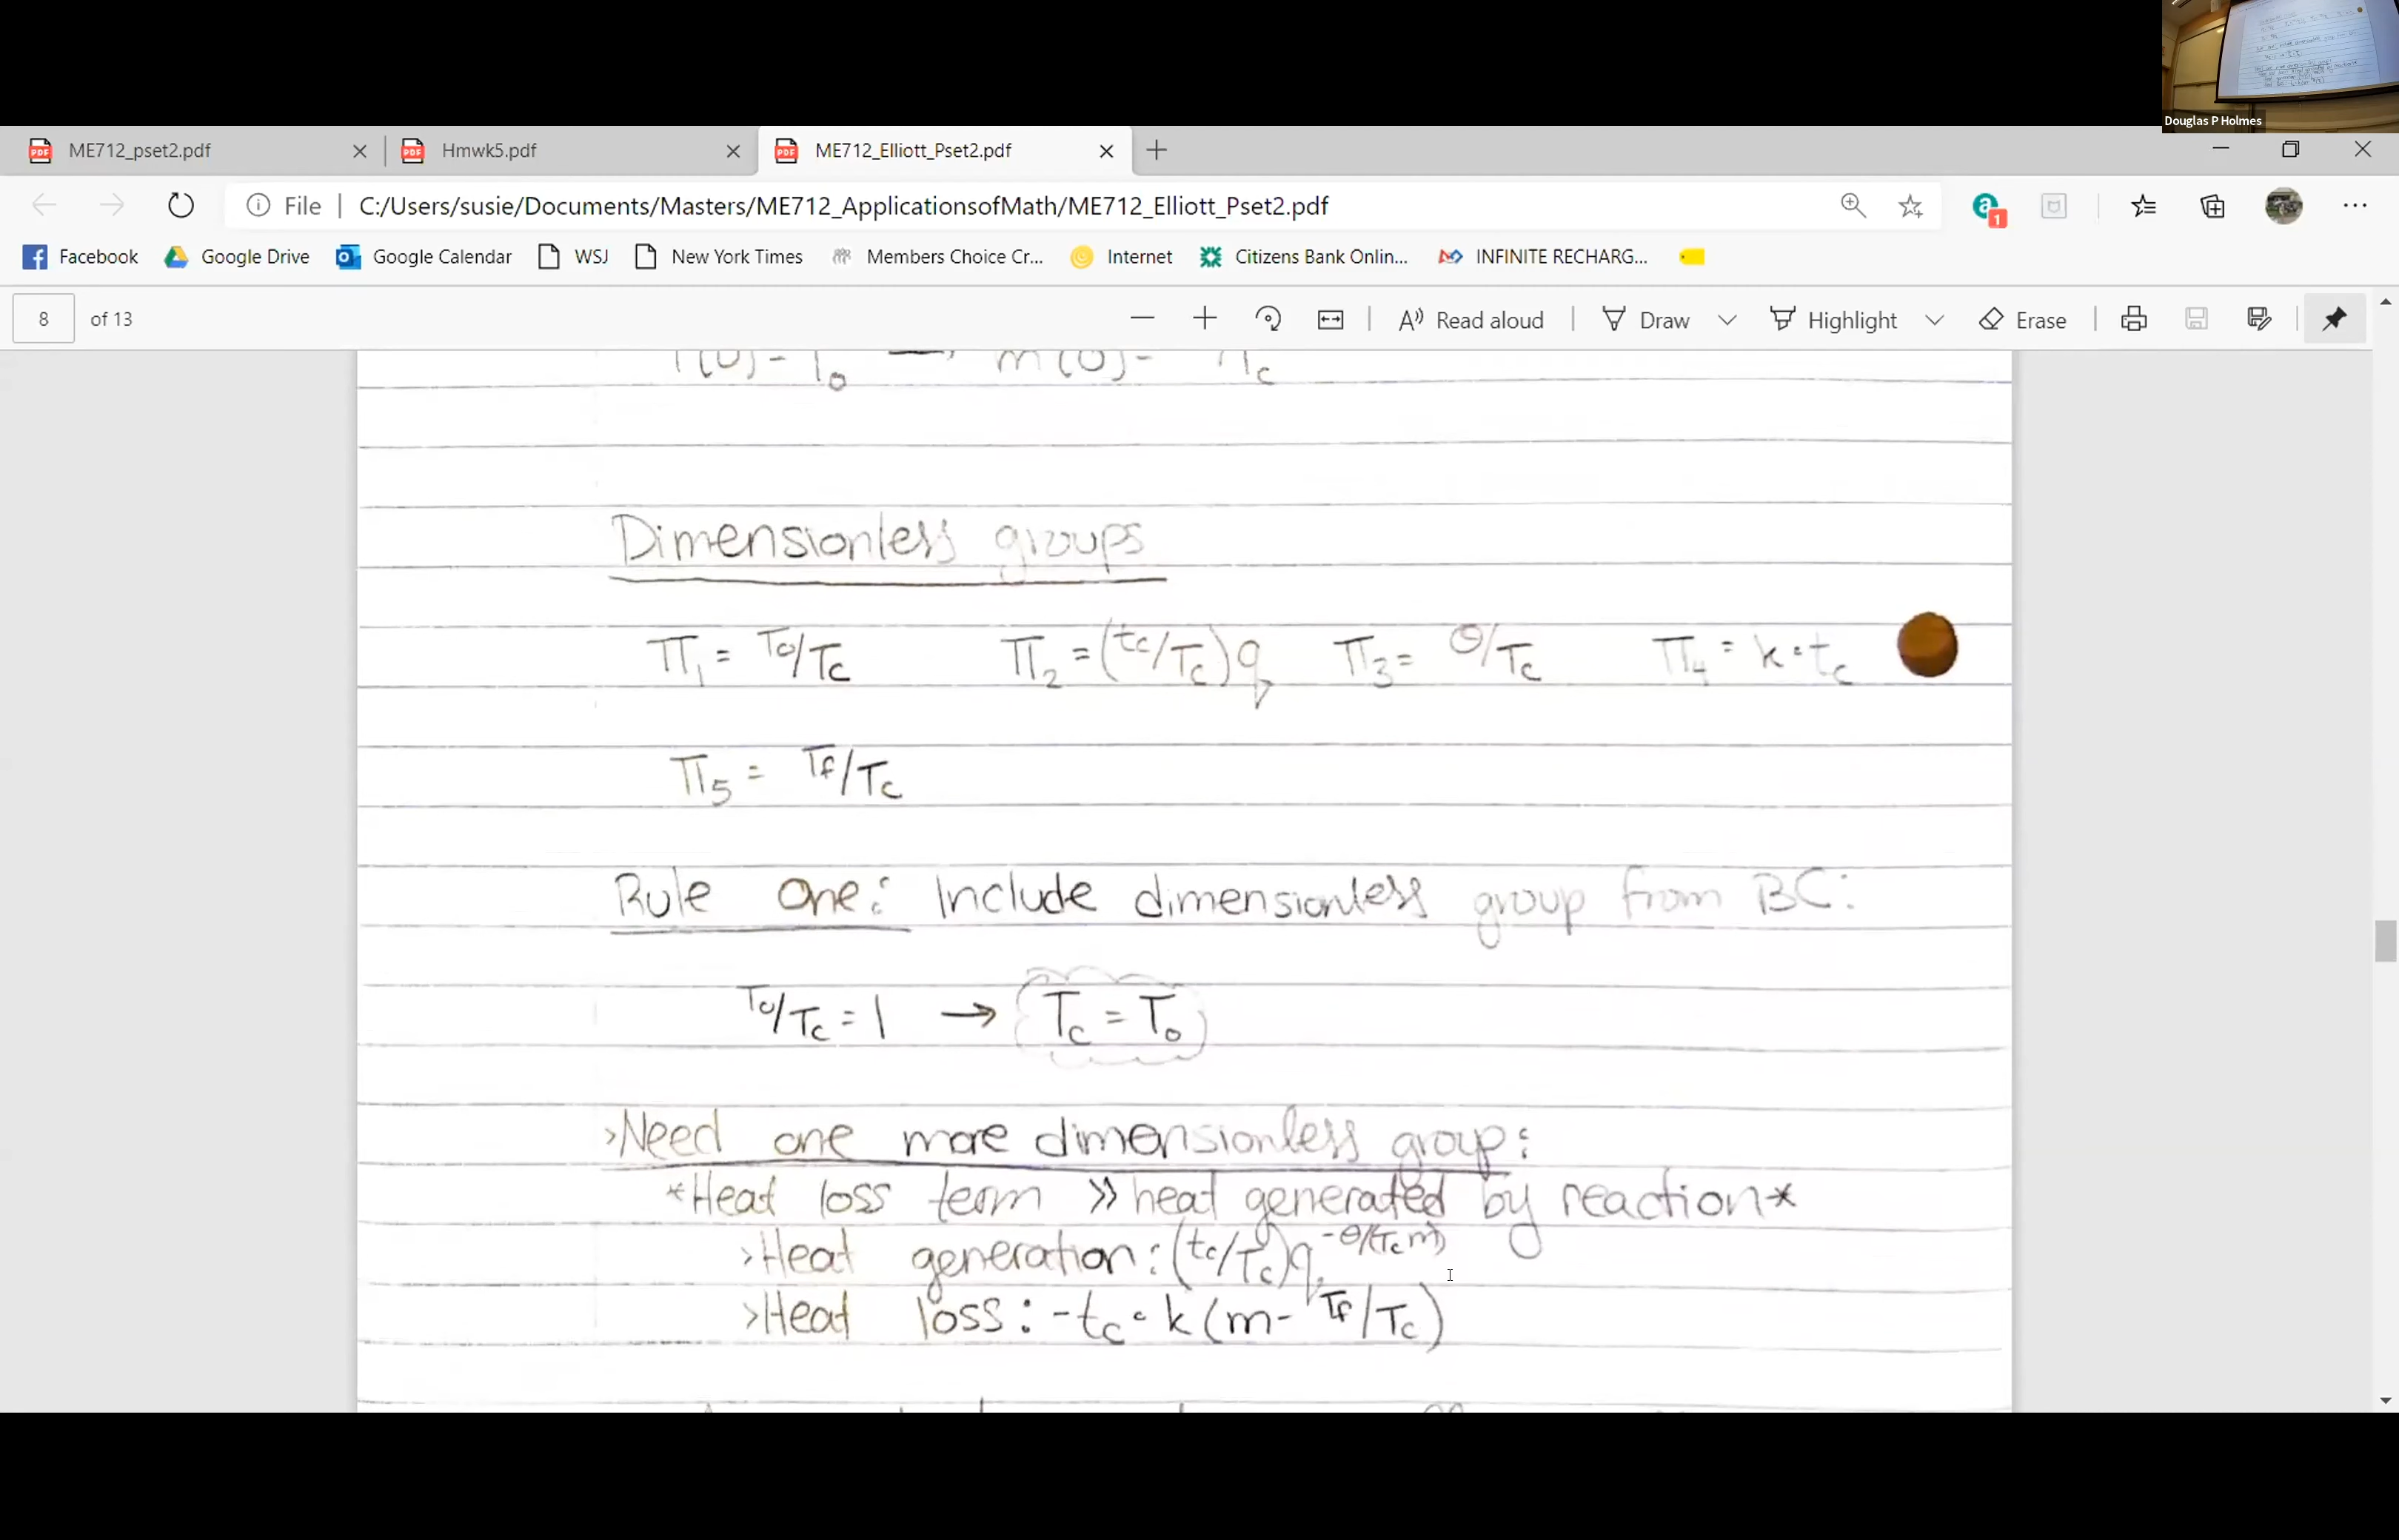 Douglas P Holmes
ME712_pset2.pdf
Hmwk5.pdf
ME712_Elliott_Pset2.pdf
File | C:/Users/susie/Documents/Masters/ME712_ApplicationsofMath/ME712_Elliott_Pset2.pdf
a 1
Facebook Google Drive Google Calendar WSJ New York Times Members Choice Cr... Internet Citizens Bank Onlin... INFINITE RECHARG...
8 of 13 Read aloud Draw Highlight Erase
T(0) = T₀ → m(0) =
Dimensionless groups
π₁ = T₀/Tc π₂ = (tc/Tc)q π₃ = θ/Tc π₄ = k·tc
π₅ = Tf/Tc
Rule One: Include dimensionless group from BC:
T₀/Tc = 1 → Tc = T₀
>Need one more dimensionless group:
*Heat loss term >> heat generated by reaction*
>Heat generation: (tc/Tc)q^-θ/(Tc m)
>Heat loss: -tc·k(m - Tf/Tc)